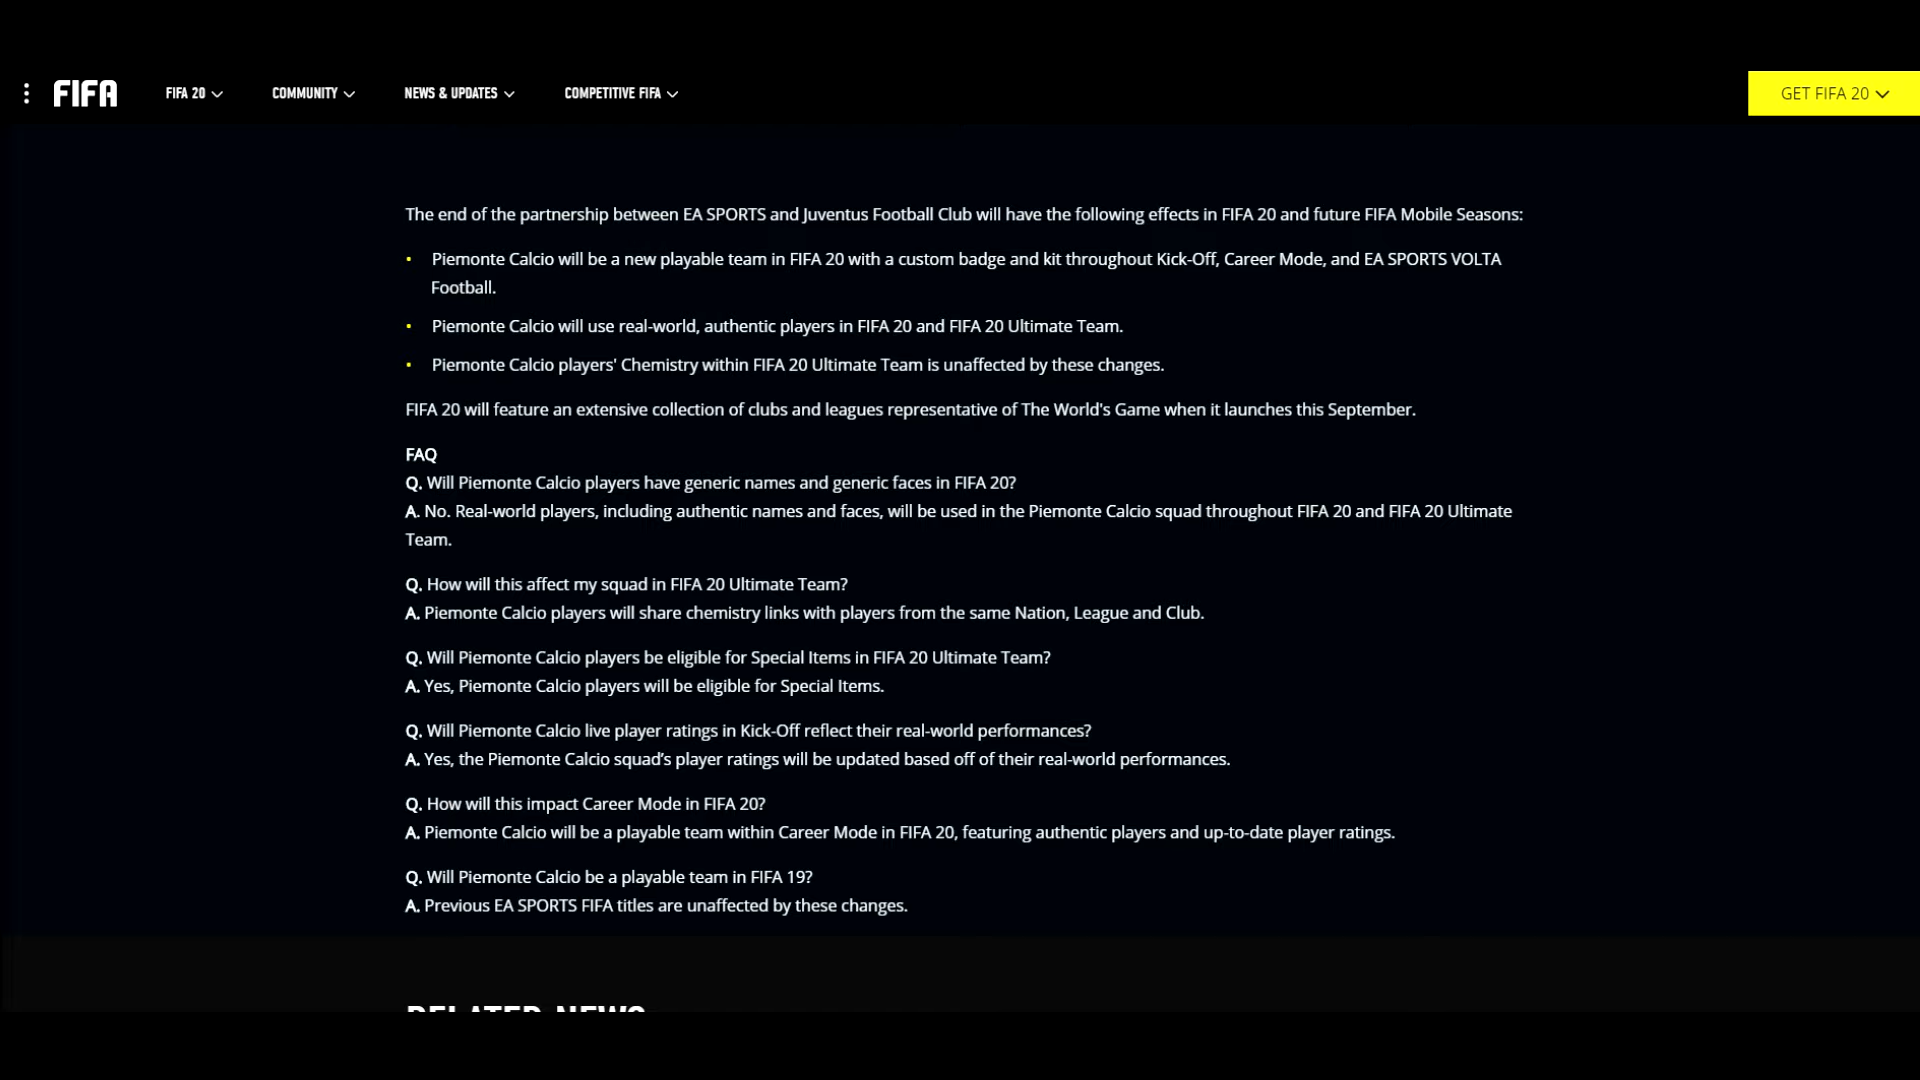 FIFA
FIFA 20
COMMUNITY
NEWS & UPDATES
COMPETITIVE FIFA
GET FIFA 20
The end of the partnership between EA SPORTS and Juventus Football Club will have the following effects in FIFA 20 and future FIFA Mobile Seasons:
• Piemonte Calcio will be a new playable team in FIFA 20 with a custom badge and kit throughout Kick-Off, Career Mode, and EA SPORTS VOLTA
Football.
• Piemonte Calcio will use real-world, authentic players in FIFA 20 and FIFA 20 Ultimate Team.
• Piemonte Calcio players' Chemistry within FIFA 20 Ultimate Team is unaffected by these changes.
FIFA 20 will feature an extensive collection of clubs and leagues representative of The World's Game when it launches this September.
FAQ
Q. Will Piemonte Calcio players have generic names and generic faces in FIFA 20?
A. No. Real-world players, including authentic names and faces, will be used in the Piemonte Calcio squad throughout FIFA 20 and FIFA 20 Ultimate
Team.
Q. How will this affect my squad in FIFA 20 Ultimate Team?
A. Piemonte Calcio players will share chemistry links with players from the same Nation, League and Club.
Q. Will Piemonte Calcio players be eligible for Special Items in FIFA 20 Ultimate Team?
A. Yes, Piemonte Calcio players will be eligible for Special Items.
Q. Will Piemonte Calcio live player ratings in Kick-Off reflect their real-world performances?
A. Yes, the Piemonte Calcio squad’s player ratings will be updated based off of their real-world performances.
Q. How will this impact Career Mode in FIFA 20?
A. Piemonte Calcio will be a playable team within Career Mode in FIFA 20, featuring authentic players and up-to-date player ratings.
Q. Will Piemonte Calcio be a playable team in FIFA 19?
A. Previous EA SPORTS FIFA titles are unaffected by these changes.
RELATED NEWS